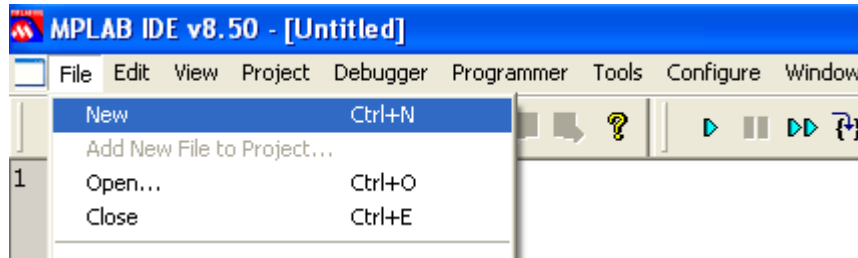 MPLAB IDE v8.50 - [Untitled]
File Edit View Project Debugger Programmer Tools Configure Window
New Ctrl+N
Add New File to Project...
1
Open... Ctrl+O
Close Ctrl+E